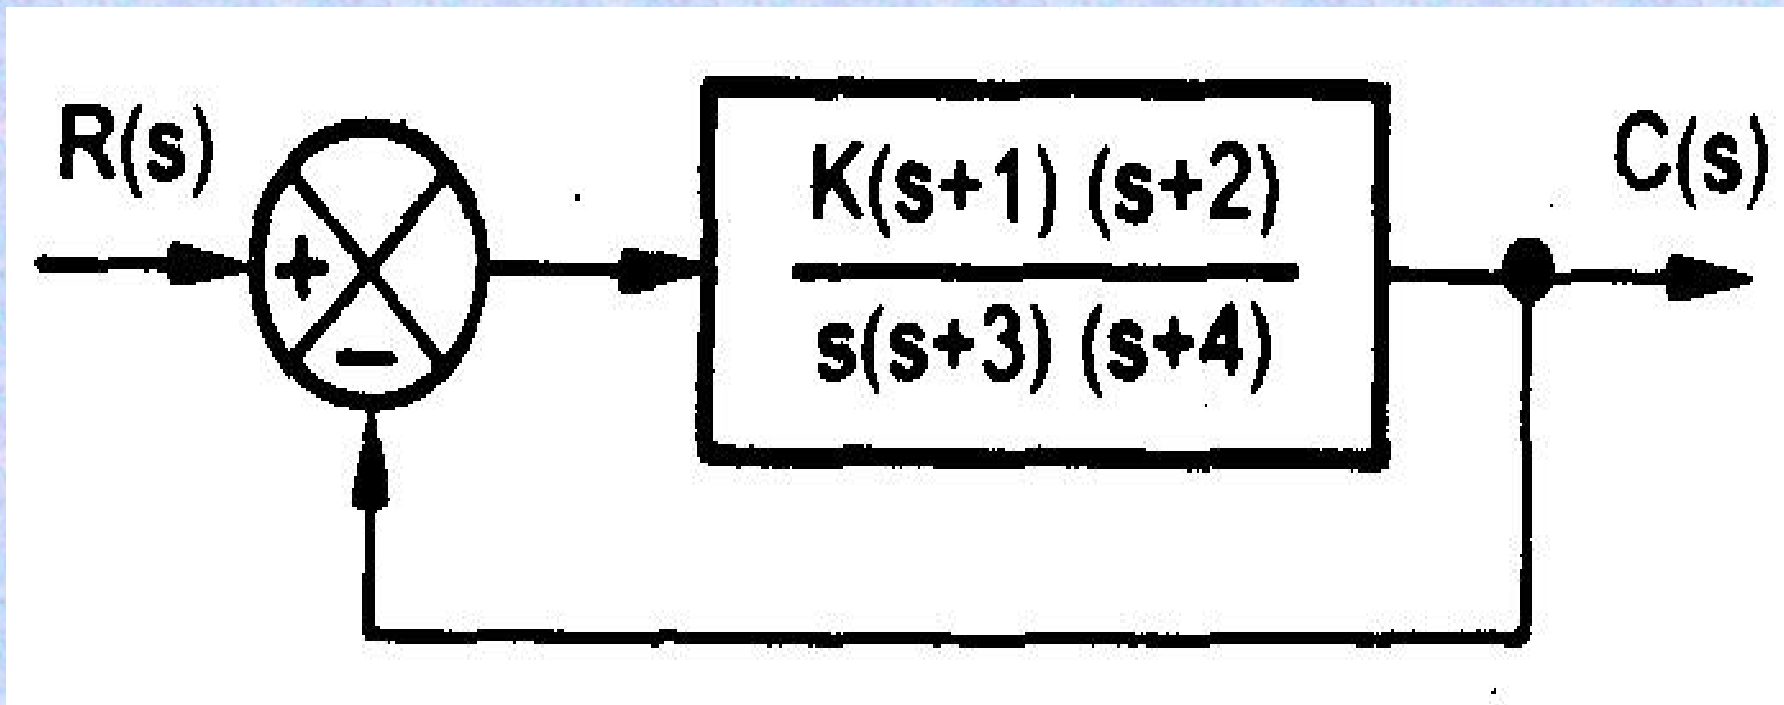 R(s)
C(s)
K(s+1) (s+2)
s(s+3) (s+4)
+
−